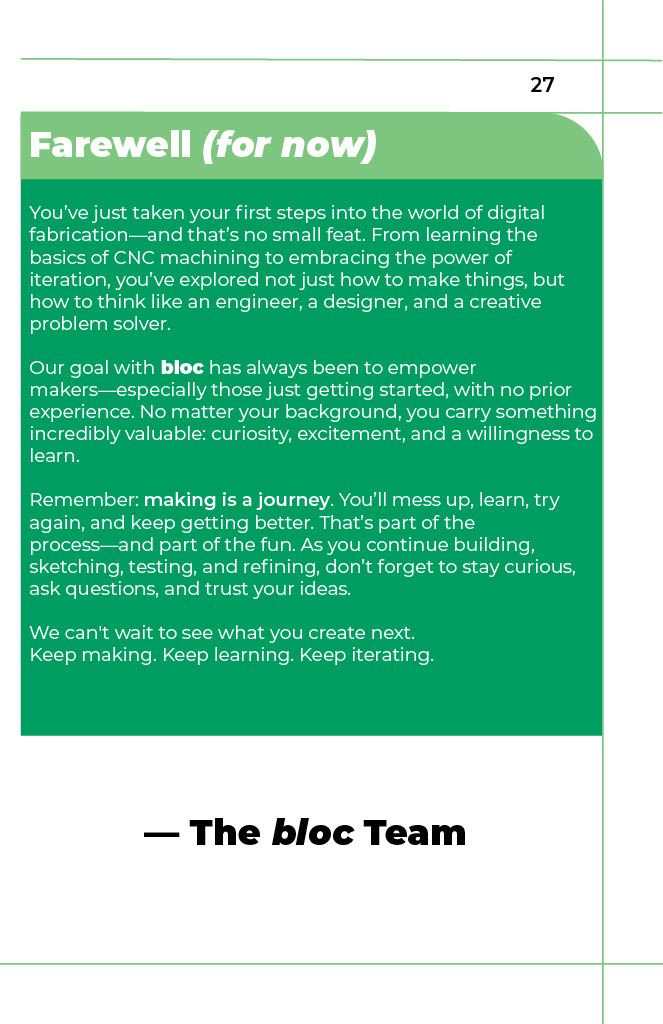 27
Farewell (for now)
You’ve just taken your first steps into the world of digital
fabrication—and that’s no small feat. From learning the
basics of CNC machining to embracing the power of
iteration, you’ve explored not just how to make things, but
how to think like an engineer, a designer, and a creative
problem solver.
Our goal with bloc has always been to empower
makers—especially those just getting started, with no prior
experience. No matter your background, you carry something
incredibly valuable: curiosity, excitement, and a willingness to
learn.
Remember: making is a journey. You’ll mess up, learn, try
again, and keep getting better. That’s part of the
process—and part of the fun. As you continue building,
sketching, testing, and refining, don’t forget to stay curious,
ask questions, and trust your ideas.
We can't wait to see what you create next.
Keep making. Keep learning. Keep iterating.
— The bloc Team